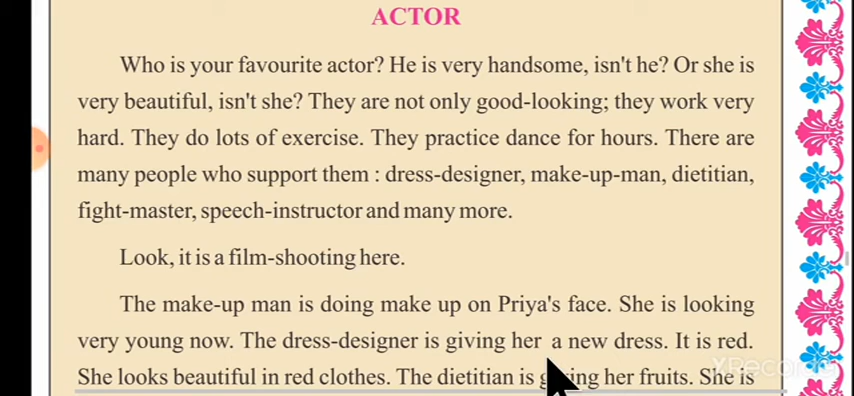 ACTOR
Who is your favourite actor? He is very handsome, isn't he? Or she is
very beautiful, isn't she? They are not only good-looking; they work very
hard. They do lots of exercise. They practice dance for hours. There are
many people who support them : dress-designer, make-up-man, dietitian,
fight-master, speech-instructor and many more.
Look, it is a film-shooting here.
The make-up man is doing make up on Priya's face. She is looking
very young now. The dress-designer is giving her a new dress. It is red.
She looks beautiful in red clothes. The dietitian is giving her fruits. She is